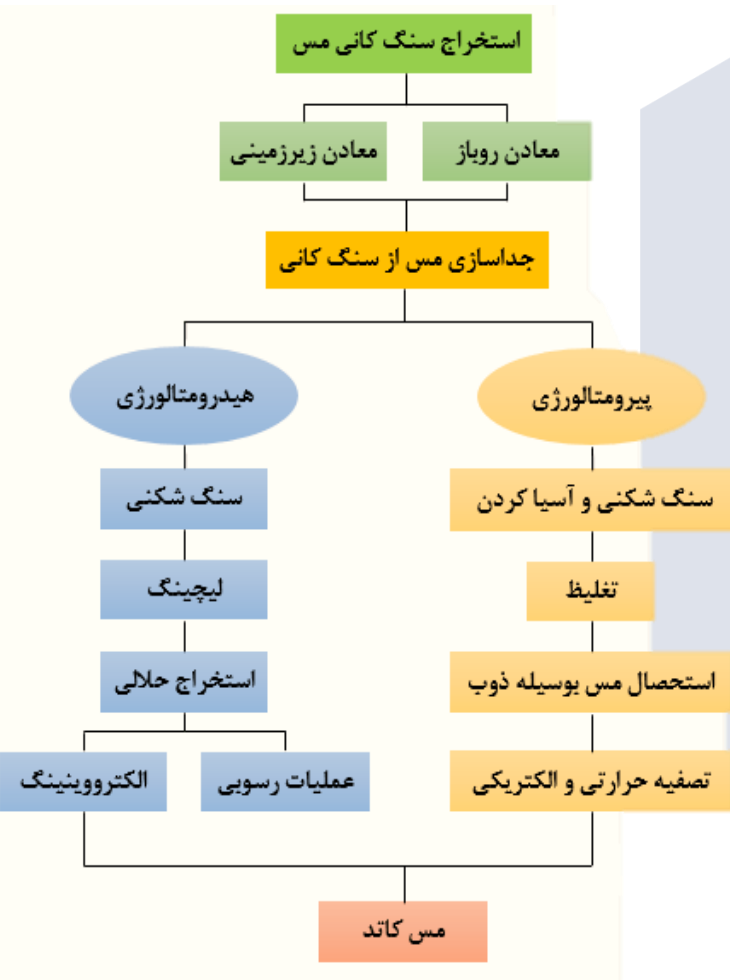 استخراج سنگ کانی مس
معادن روباز
معادن زیرزمینی
جداسازی مس از سنگ کانی
پیرومتالورژی
هیدرومتالورژی
سنگ شکنی و آسیا کردن
سنگ شکنی
تغلیظ
لیچینگ
استحصال مس بوسیله ذوب
استخراج حلالی
تصفیه حرارتی و الکتریکی
عملیات رسوبی
الکترووینینگ
مس کاتد